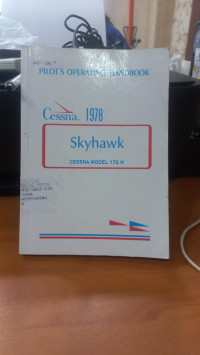 PILOT'S OPERATING HANDBOOK
Cessna 1978
Skyhawk
CESSNA MODEL 172 N